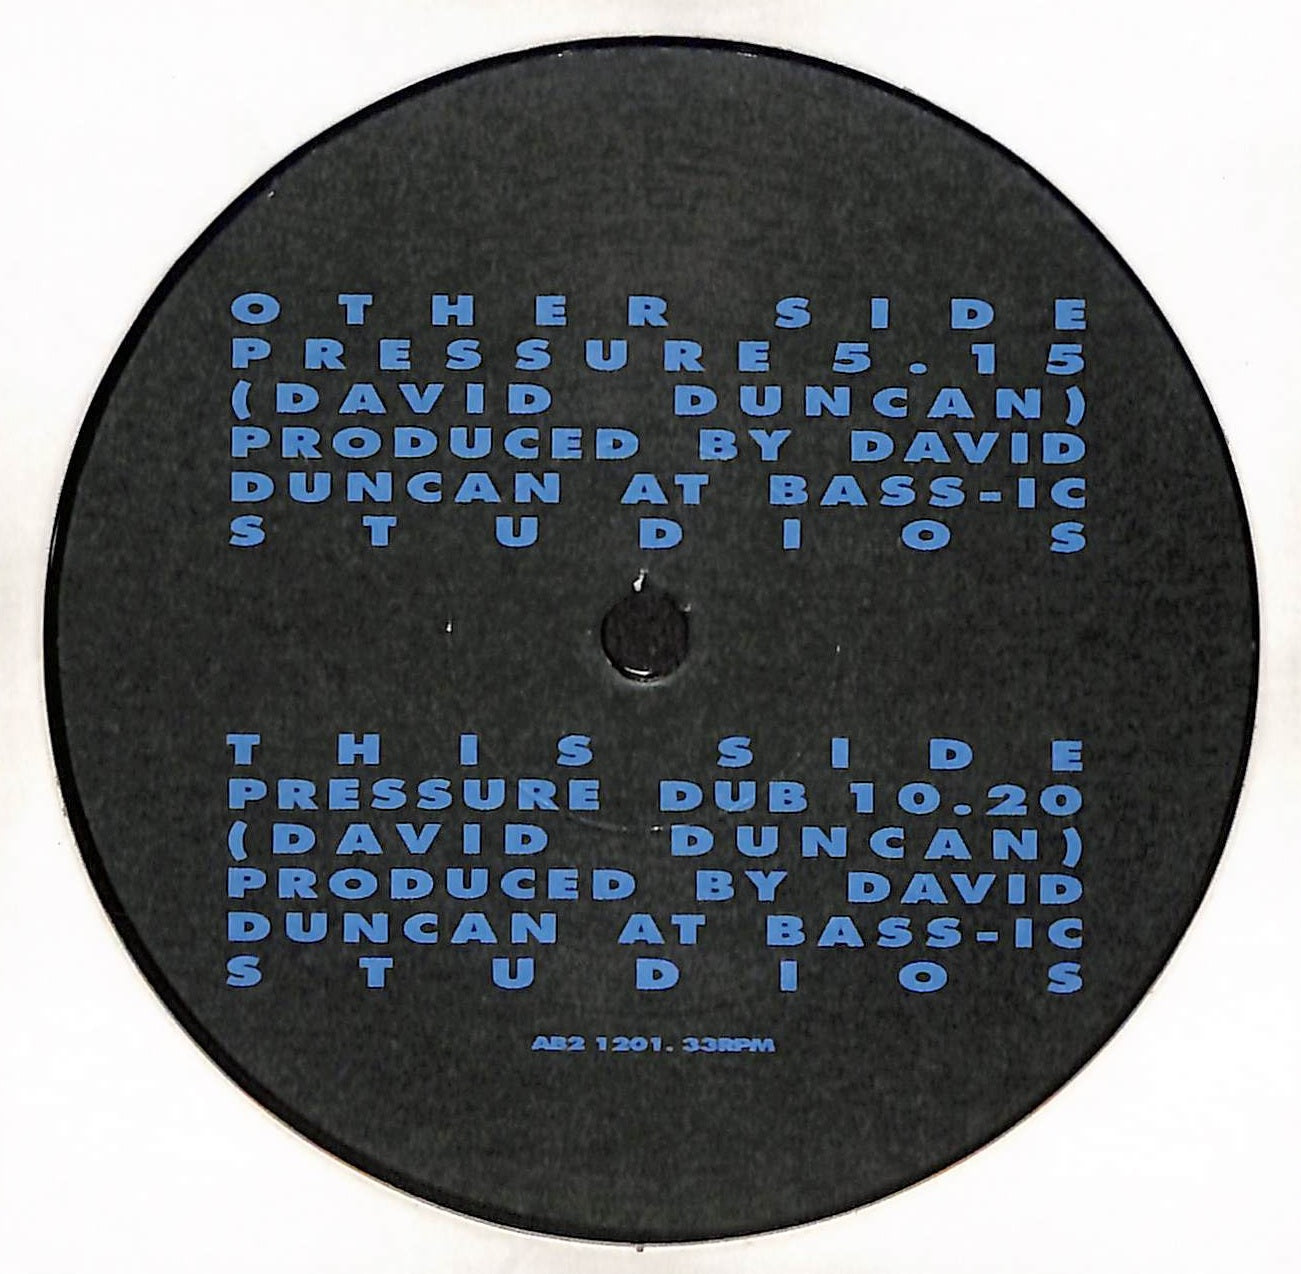 OTHER SIDE
PRESSURE 5.15
(DAVID DUNCAN)
PRODUCED BY DAVID
DUNCAN AT BASS-IC
STUDIOS
THIS SIDE
PRESSURE DUB 10.20
(DAVID DUNCAN)
PRODUCED BY DAVID
DUNCAN AT BASS-IC
STUDIOS
AB2 1201. 33RPM